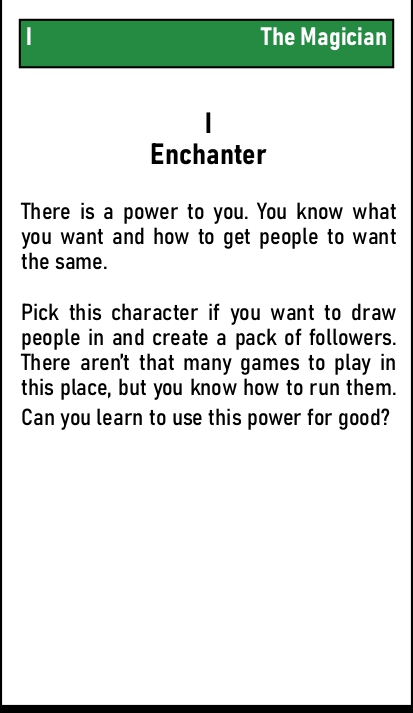 I The Magician
I
Enchanter
There is a power to you. You know what
you want and how to get people to want
the same.
Pick this character if you want to draw
people in and create a pack of followers.
There aren't that many games to play in
this place, but you know how to run them.
Can you learn to use this power for good?